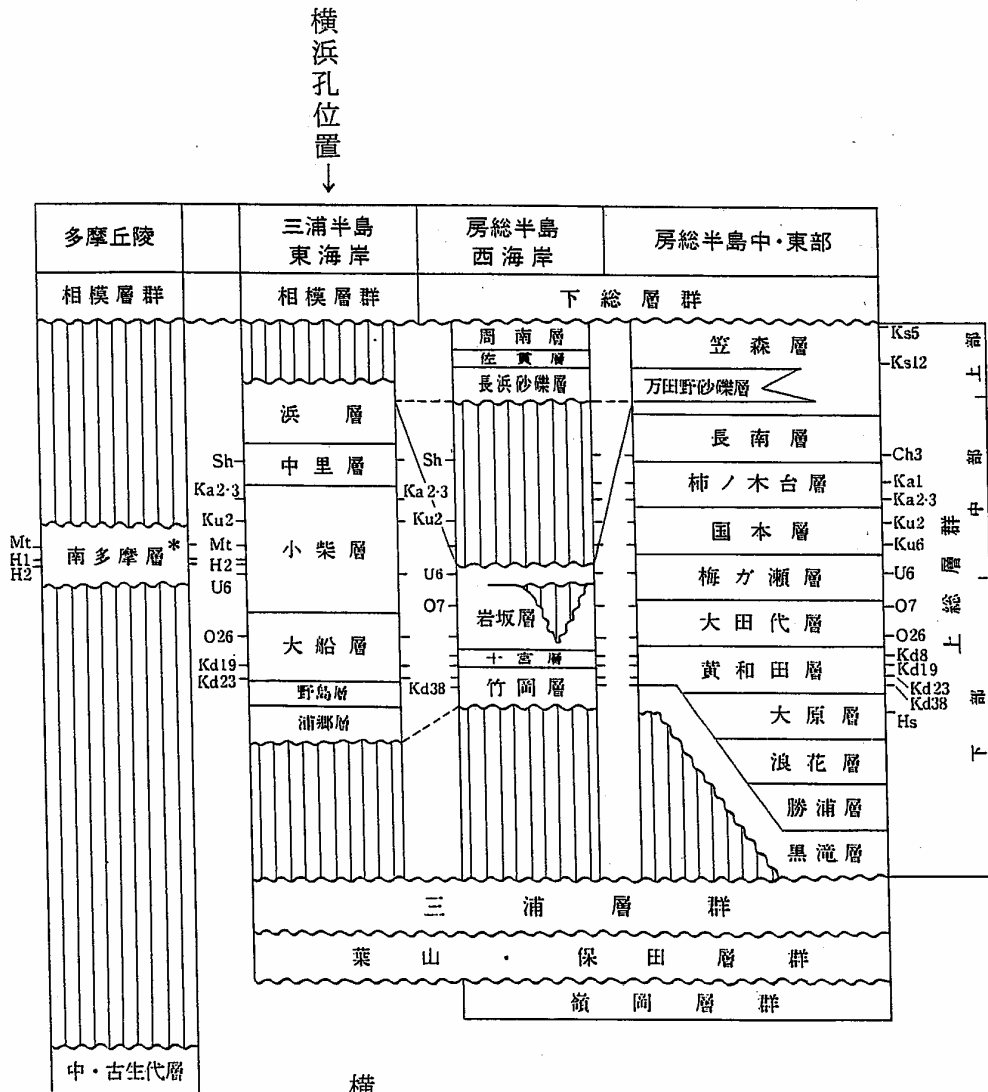 横浜孔位置
↓
多摩丘陵
三浦半島
東海岸
房総半島
西海岸
房総半島中・東部
相模層群
相模層群
下総層群
南多摩層*
中・古生代層
Mt
H1
H2
浜層
中里層
小柴層
大船層
野島層
浦郷層
Sh
Ka2・3
Ku2
Mt
H2
U6
O26
Kd19
Kd23
周南層
佐貫層
長浜砂礫層
岩坂層
十宮層
竹岡層
Sh
Ka2・3
Ku2
O7
Kd38
笠森層
万田野砂礫層
長南層
柿ノ木台層
国本層
梅ガ瀬層
大田代層
黄和田層
大原層
浪花層
勝浦層
黒滝層
Ks5
Ks12
Ch3
Ka1
Ka2・3
Ku2
Ku6
U6
O7
O26
Kd8
Kd19
Kd23
Kd38
Hs
上部
中部
下部
上総層群
三浦層群
葉山・保田層群
嶺岡層群
横